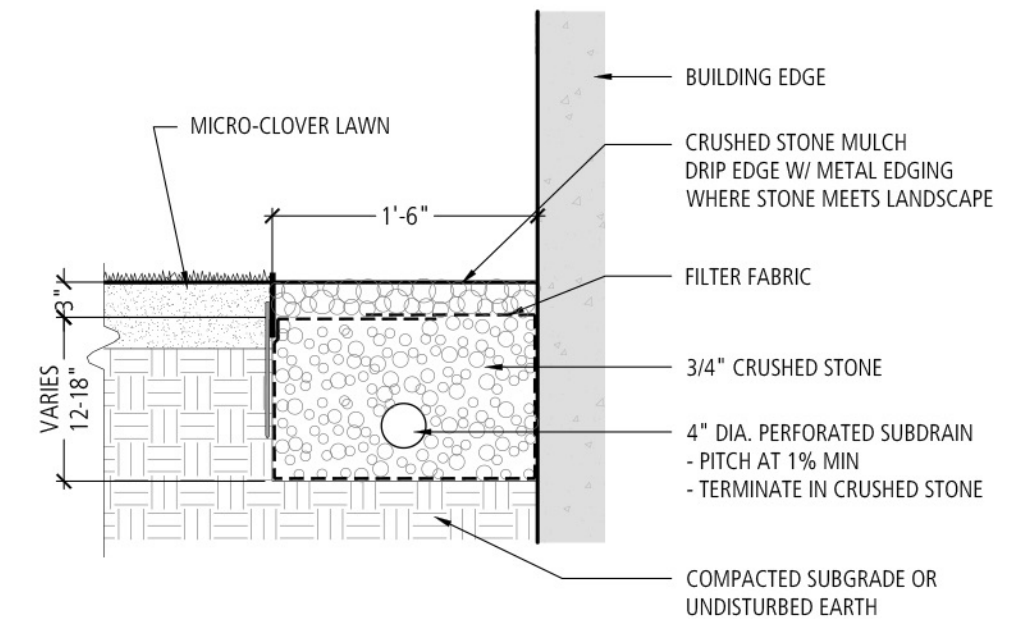 BUILDING EDGE
MICRO-CLOVER LAWN
CRUSHED STONE MULCH
DRIP EDGE W/ METAL EDGING
WHERE STONE MEETS LANDSCAPE
1'-6"
FILTER FABRIC
3"
3/4" CRUSHED STONE
VARIES
12-18"
4" DIA. PERFORATED SUBDRAIN
- PITCH AT 1% MIN
- TERMINATE IN CRUSHED STONE
COMPACTED SUBGRADE OR
UNDISTURBED EARTH